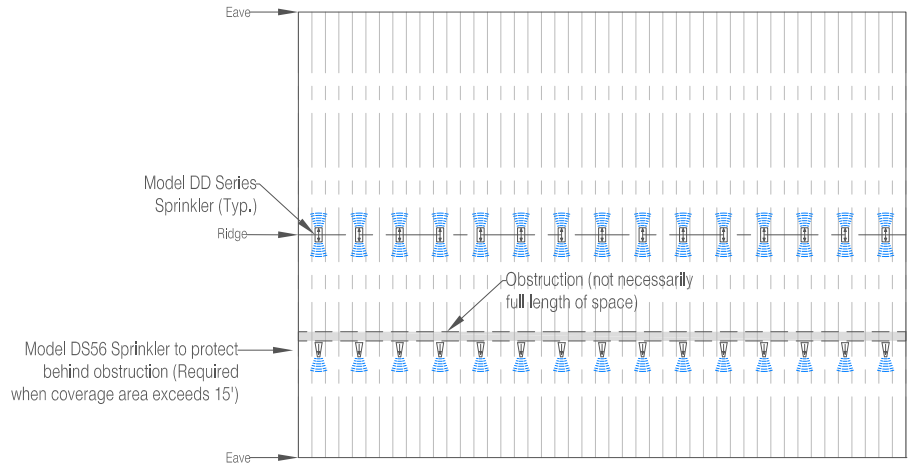 Eave
Model DD Series
Sprinkler (Typ.)
Ridge
Obstruction (not necessarily
full length of space)
Model DS56 Sprinkler to protect
behind obstruction (Required
when coverage area exceeds 15')
Eave